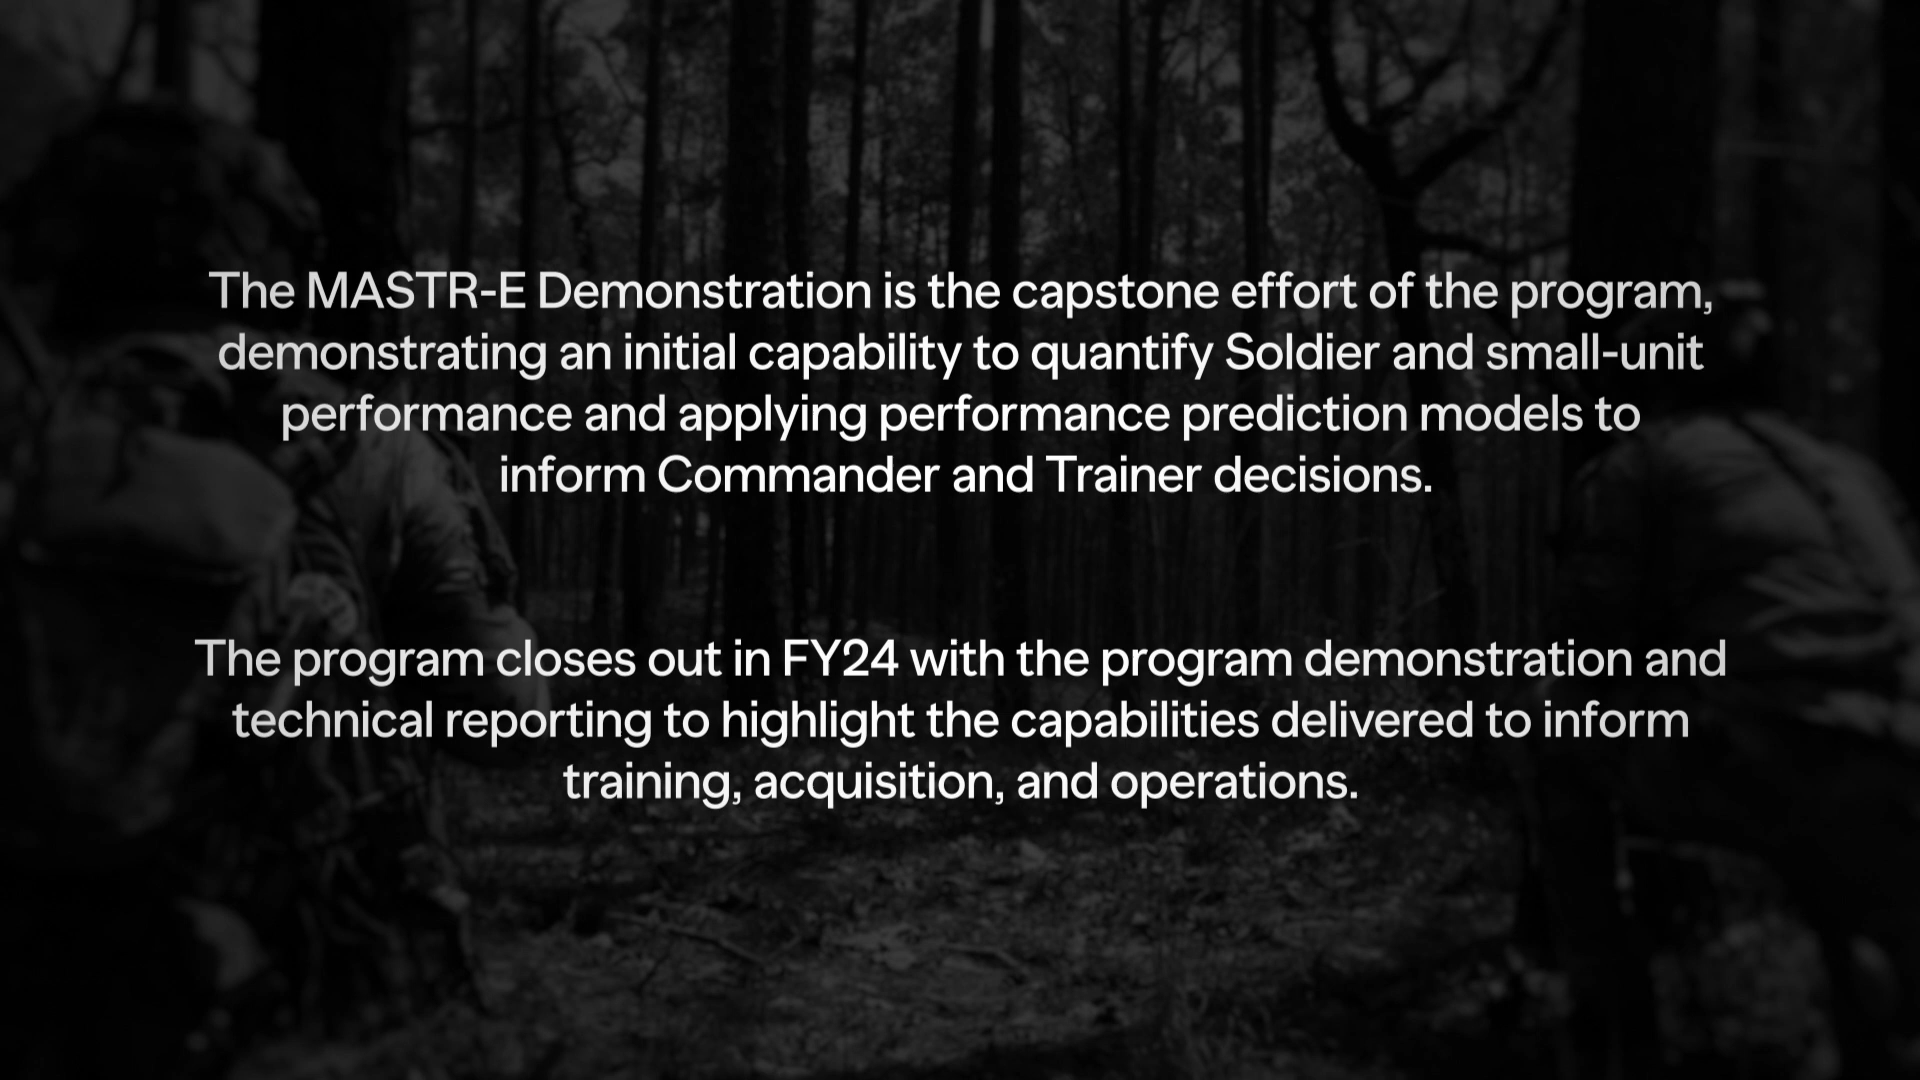 The MASTR-E Demonstration is the capstone effort of the program,
demonstrating an initial capability to quantify Soldier and small-unit
performance and applying performance prediction models to
inform Commander and Trainer decisions.
The program closes out in FY24 with the program demonstration and
technical reporting to highlight the capabilities delivered to inform
training, acquisition, and operations.